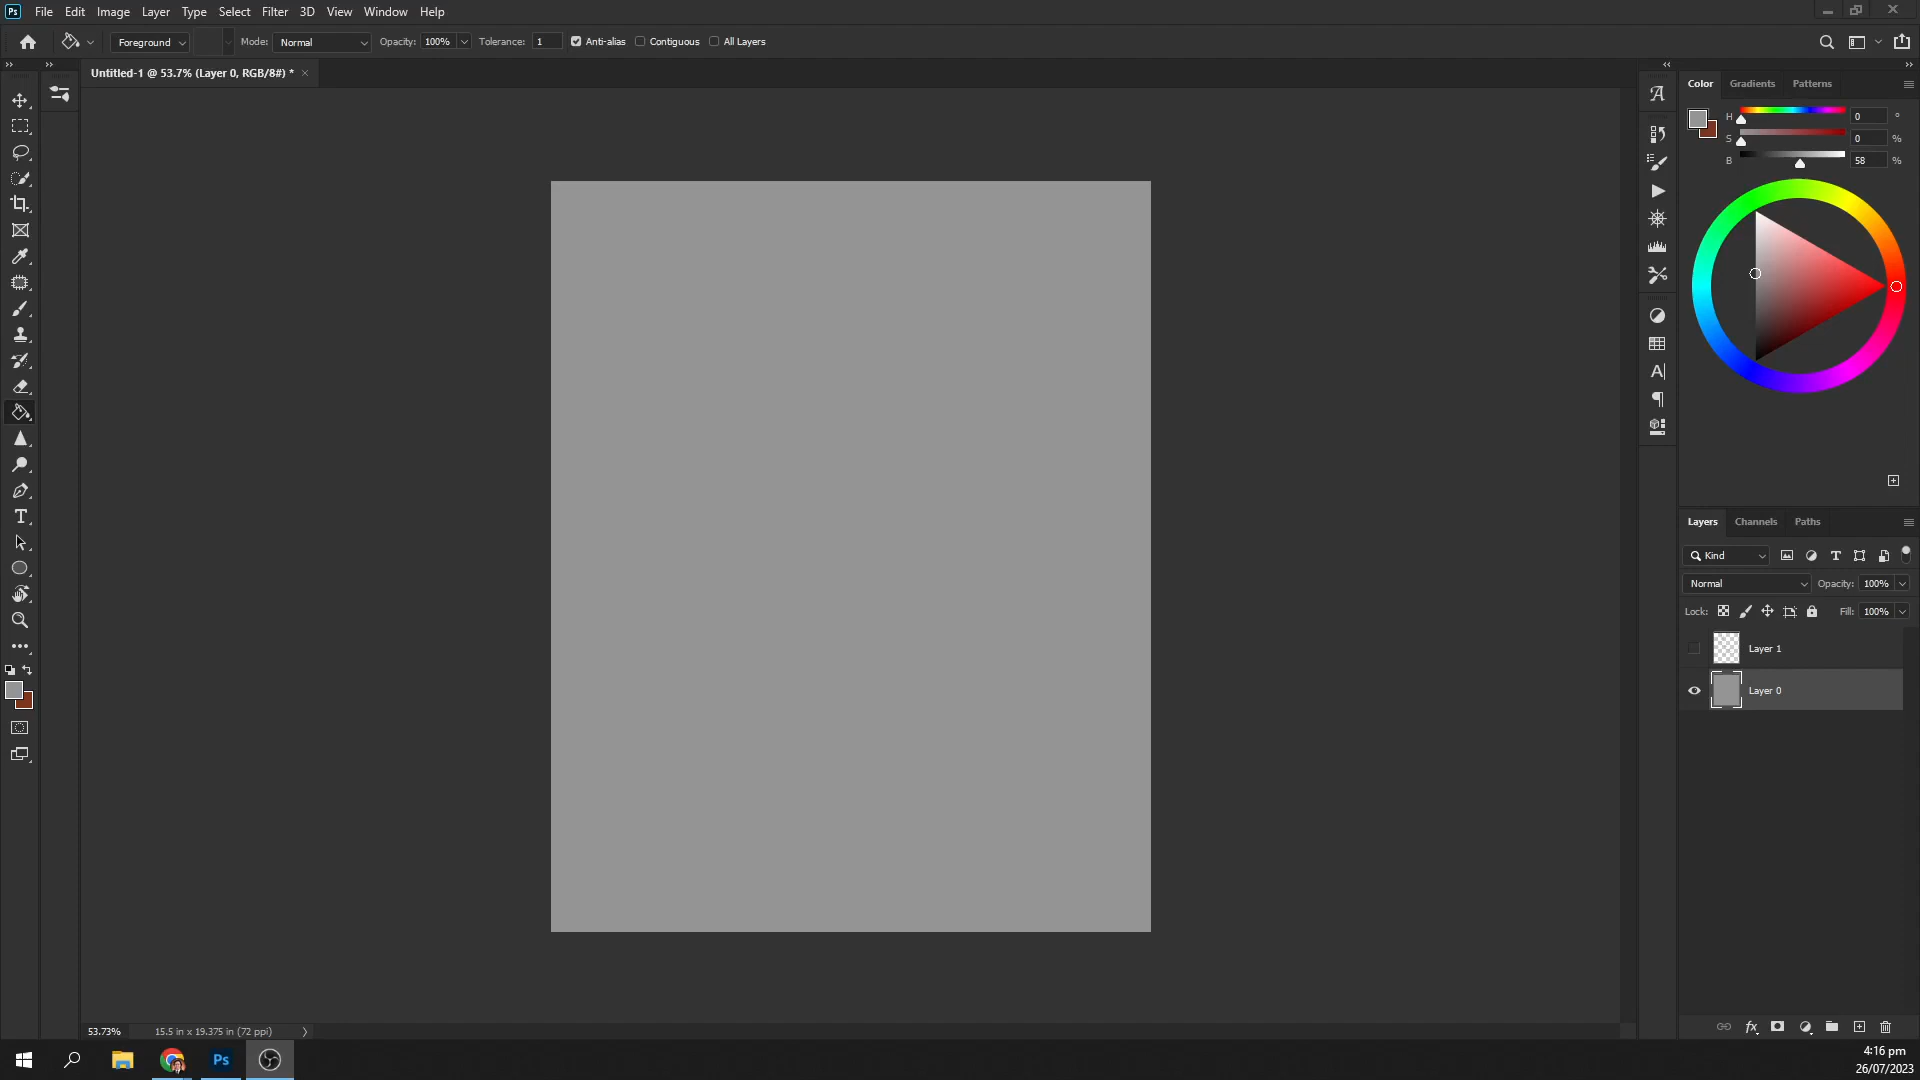 Ps File Edit Image Layer Type Select Filter 3D View Window Help
Foreground Mode: Normal Opacity: 100% Tolerance: 1 Anti-alias Contiguous All Layers
Untitled-1 @ 53.7% (Layer 0, RGB/8#) * ×
Color Gradients Patterns
H 0 °
S 0 %
B 58 %
Layers Channels Paths
Kind
Normal Opacity: 100%
Lock: Fill: 100%
Layer 1
Layer 0
53.73% 15.5 in x 19.375 in (72 ppi)
fx
Ps
4:16 pm
26/07/2023